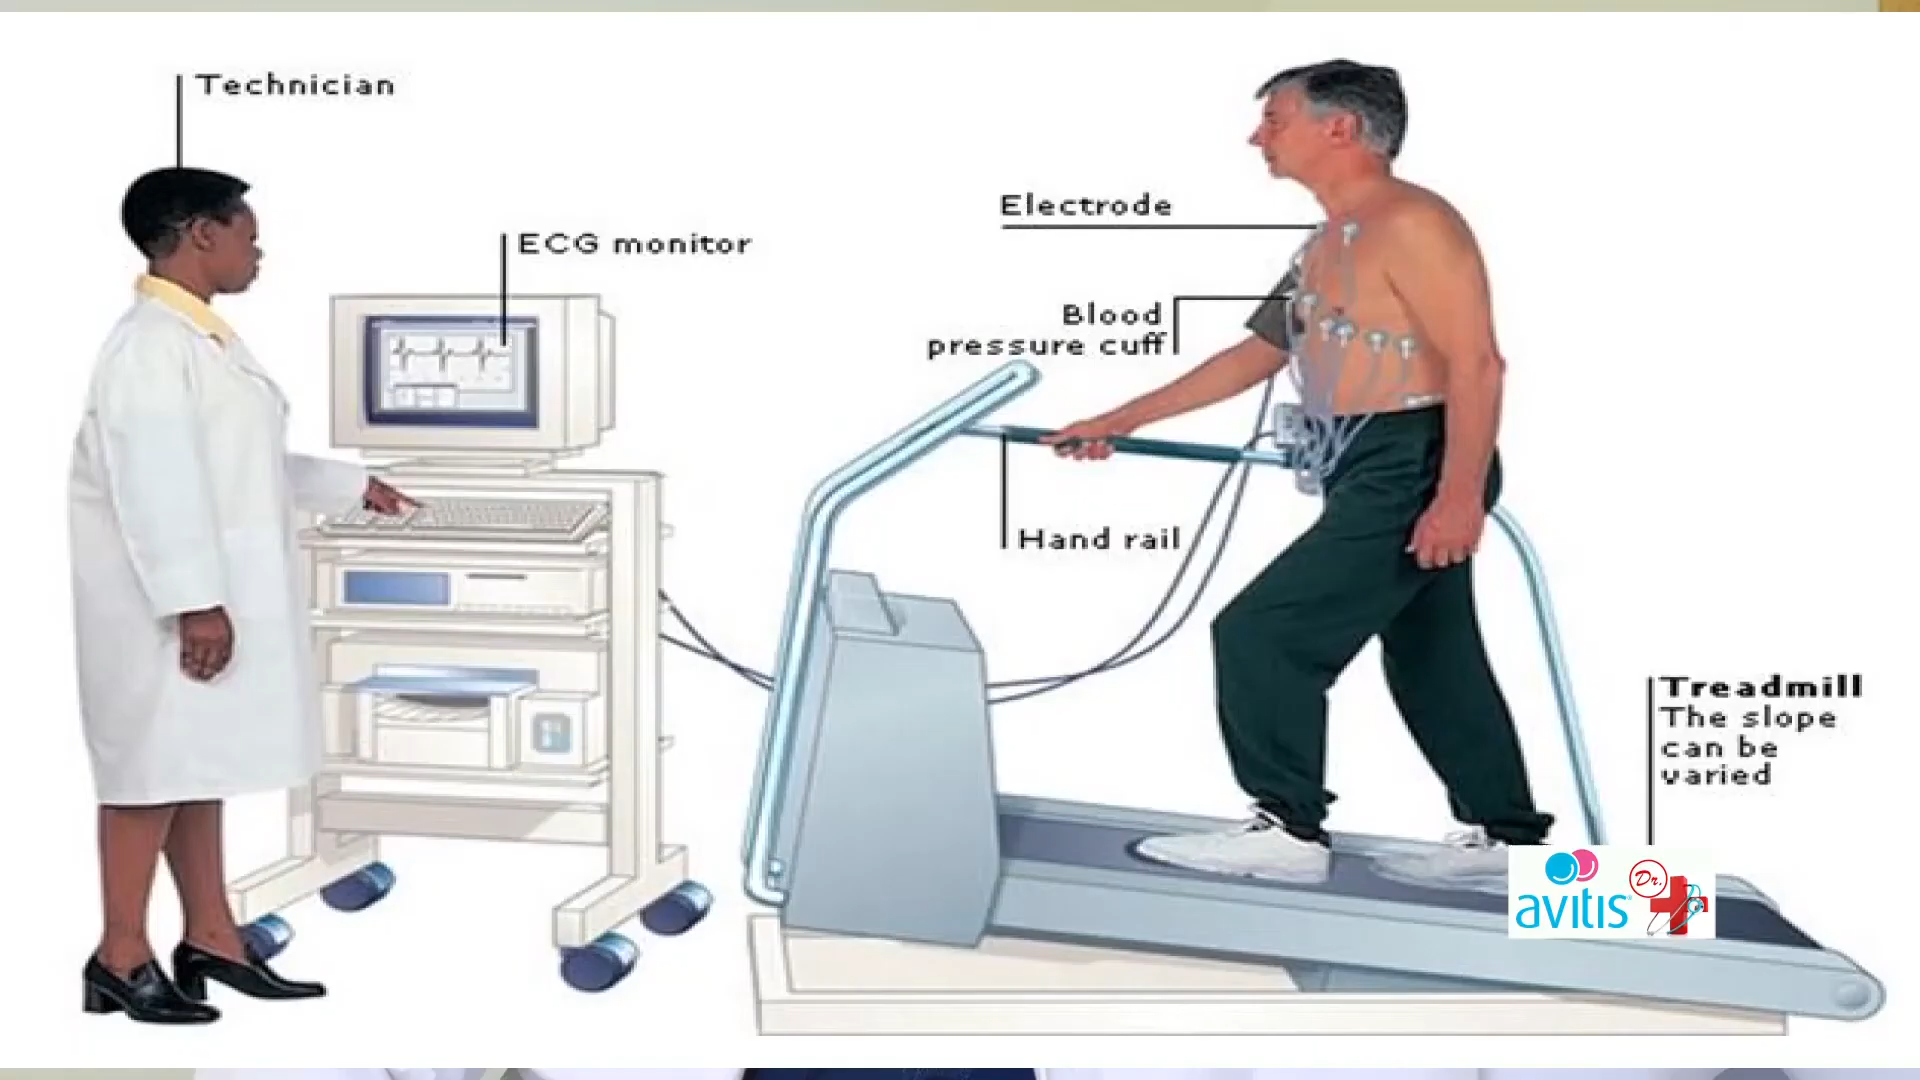 Technician
ECG monitor
Electrode
Blood
pressure cuff
Hand rail
Treadmill
The slope
can be
varied
avitis
Dr.